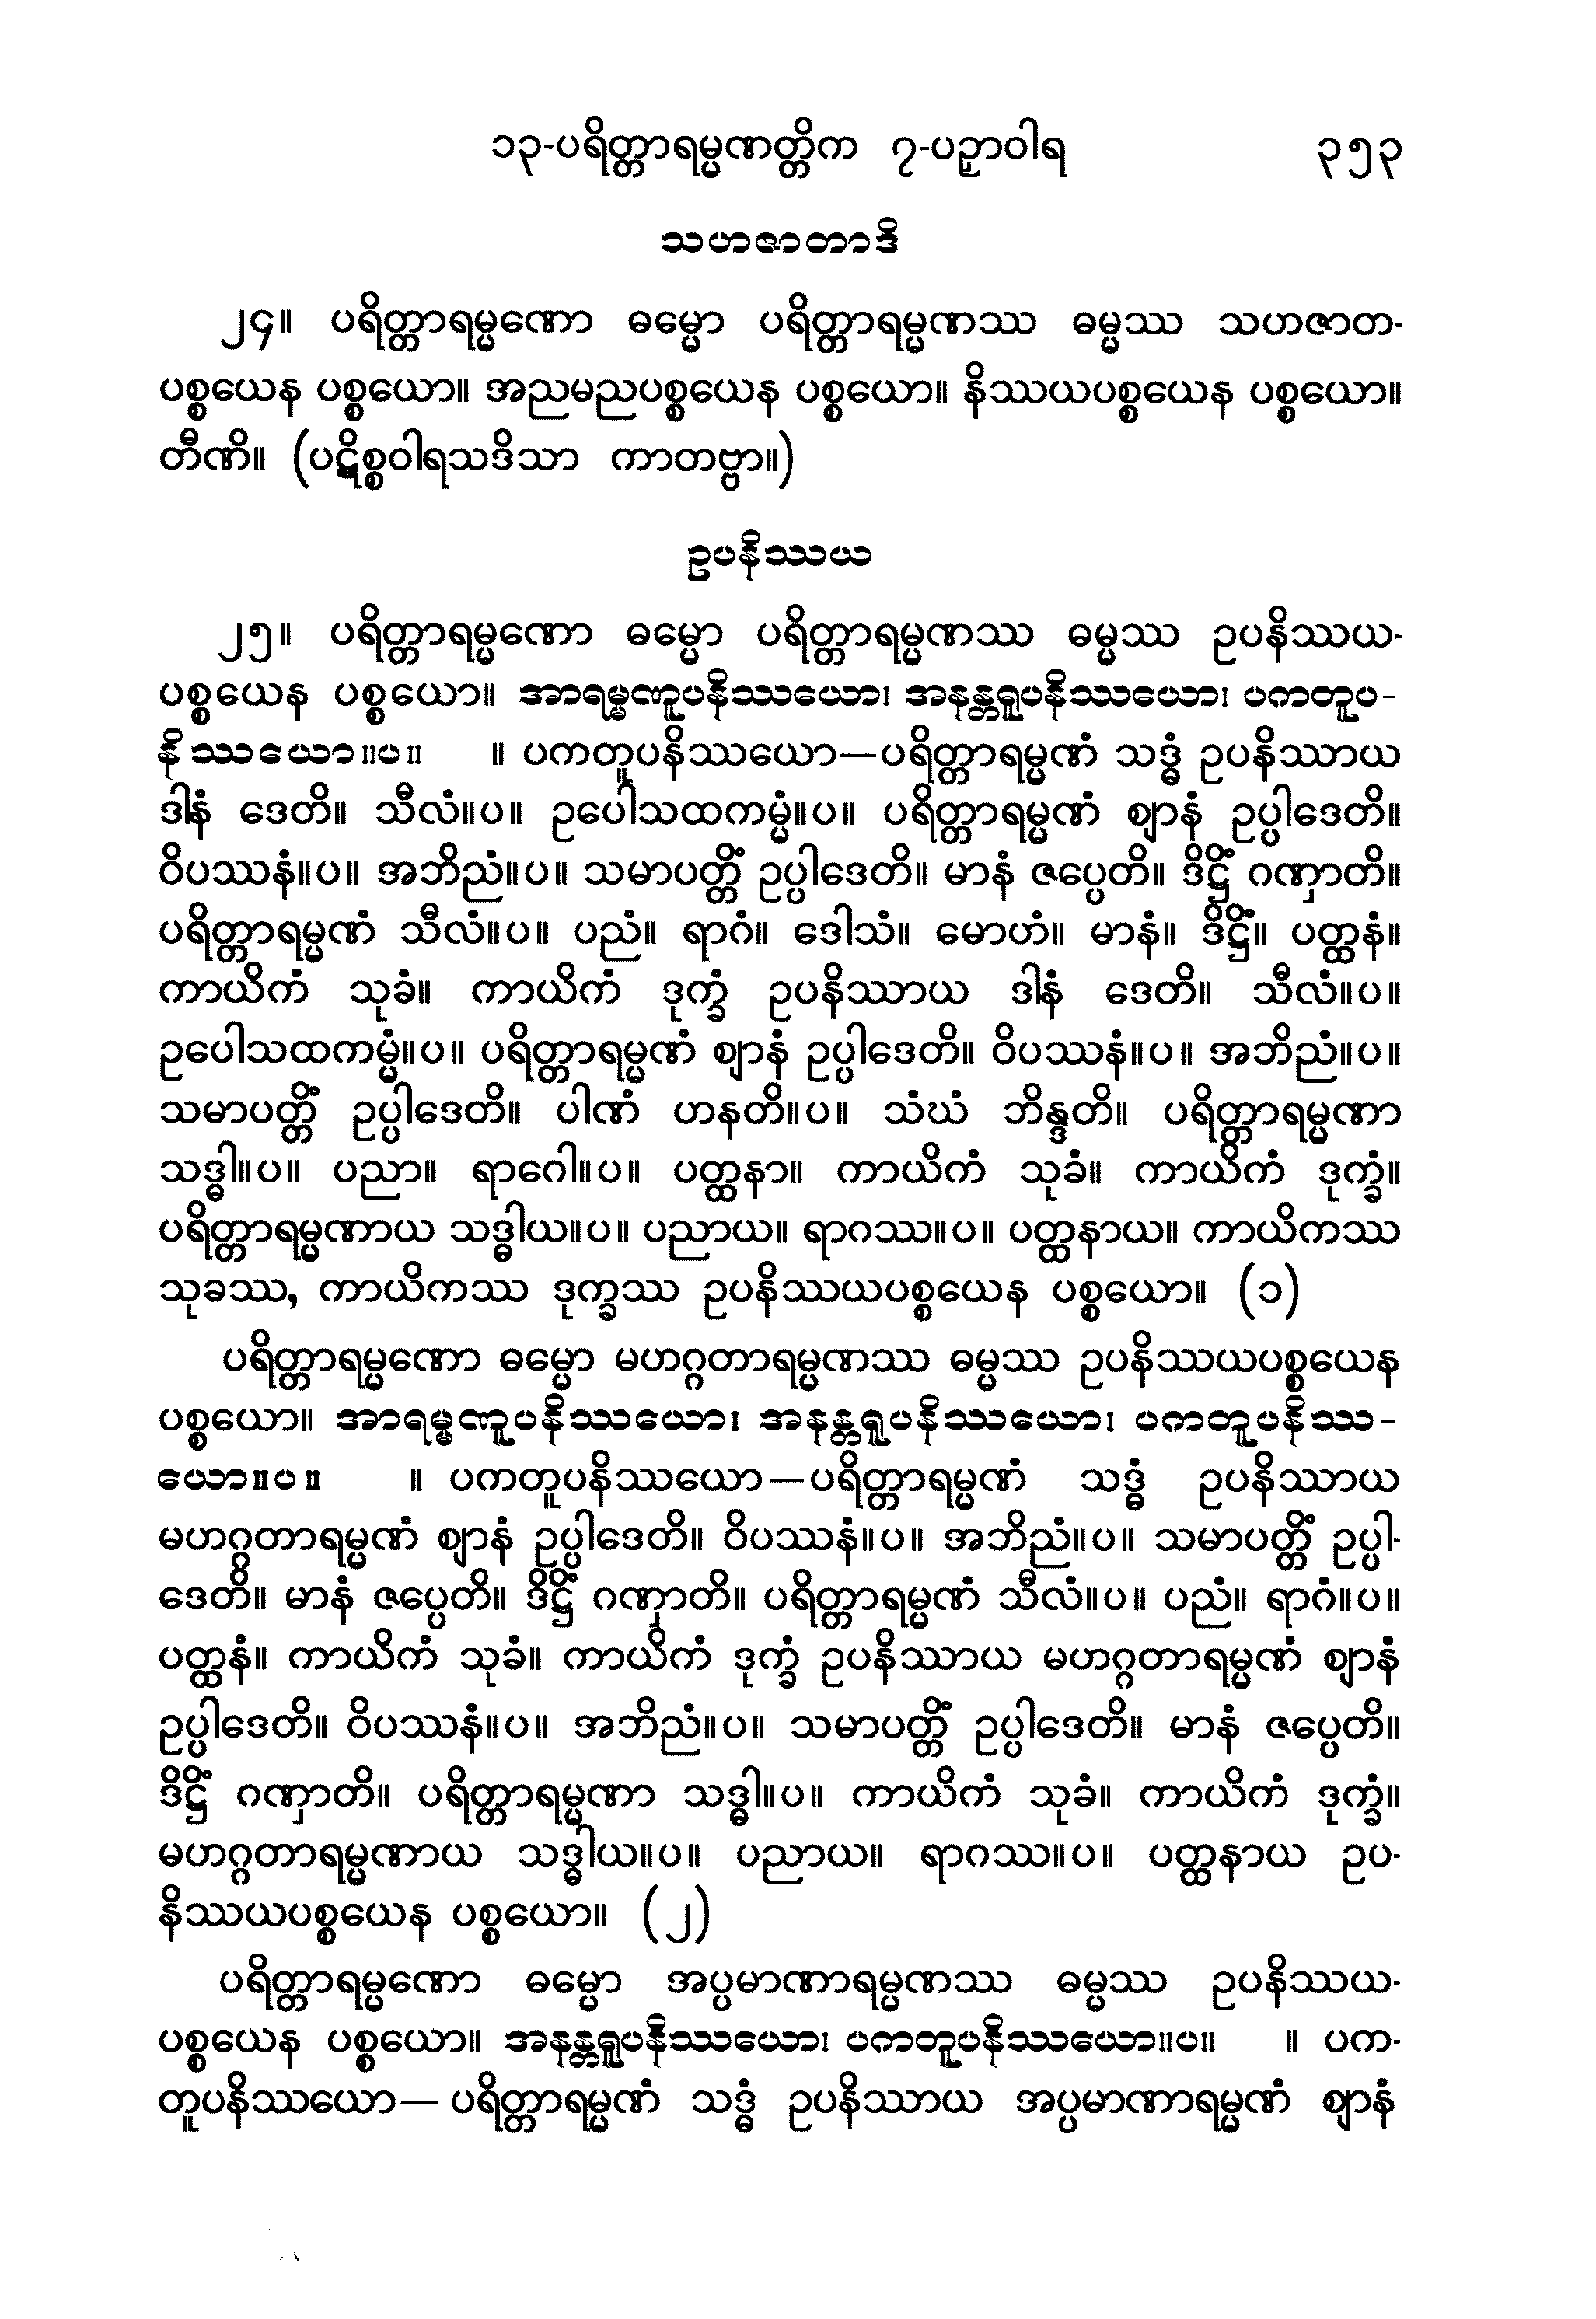 ၁၃-ပရိတ္တာရမ္မဏတ္တိက ၇-ပဉှာဝါရ ၃၅၃
သဟဇာတာဒိ
၂၄။ ပရိတ္တာရမ္မဏော ဓမ္မော ပရိတ္တာရမ္မဏဿ ဓမ္မဿ သဟဇာတ-
ပစ္စယေန ပစ္စယော။ အညမညပစ္စယေန ပစ္စယော။ နိဿယပစ္စယေန ပစ္စယော။
တီဏိ။ (ပဋိစ္စဝါရသဒိသာ ကာတဗ္ဗာ။)
ဥပနိဿယ
၂၅။ ပရိတ္တာရမ္မဏော ဓမ္မော ပရိတ္တာရမ္မဏဿ ဓမ္မဿ ဥပနိဿယ-
ပစ္စယေန ပစ္စယော။ အာရမ္မဏူပနိဿယော၊ အနန္တရူပနိဿယော၊ ပကတူပ-
နိဿယော။ပ။ ။ ပကတူပနိဿယော—ပရိတ္တာရမ္မဏံ သဒ္ဓံ ဥပနိဿာယ
ဒါနံ ဒေတိ။ သီလံ။ပ။ ဥပေါသထကမ္မံ။ပ။ ပရိတ္တာရမ္မဏံ ဈာနံ ဥပ္ပါဒေတိ။
ဝိပဿနံ။ပ။ အဘိညံ။ပ။ သမာပတ္တိံ ဥပ္ပါဒေတိ။ မာနံ ဇပ္ပေတိ။ ဒိဋ္ဌိံ ဂဏှာတိ။
ပရိတ္တာရမ္မဏံ သီလံ။ပ။ ပညံ။ ရာဂံ။ ဒေါသံ။ မောဟံ။ မာနံ။ ဒိဋ္ဌိံ။ ပတ္ထနံ။
ကာယိကံ သုခံ။ ကာယိကံ ဒုက္ခံ ဥပနိဿာယ ဒါနံ ဒေတိ။ သီလံ။ပ။
ဥပေါသထကမ္မံ။ပ။ ပရိတ္တာရမ္မဏံ ဈာနံ ဥပ္ပါဒေတိ။ ဝိပဿနံ။ပ။ အဘိညံ။ပ။
သမာပတ္တိံ ဥပ္ပါဒေတိ။ ပါဏံ ဟနတိ။ပ။ သံဃံ ဘိန္ဒတိ။ ပရိတ္တာရမ္မဏာ
သဒ္ဓါ။ပ။ ပညာ။ ရာဂေါ။ပ။ ပတ္ထနာ။ ကာယိကံ သုခံ။ ကာယိကံ ဒုက္ခံ။
ပရိတ္တာရမ္မဏာယ သဒ္ဓါယ။ပ။ ပညာယ။ ရာဂဿ။ပ။ ပတ္ထနာယ။ ကာယိကဿ
သုခဿ, ကာယိကဿ ဒုက္ခဿ ဥပနိဿယပစ္စယေန ပစ္စယော။ (၁)
ပရိတ္တာရမ္မဏော ဓမ္မော မဟဂ္ဂတာရမ္မဏဿ ဓမ္မဿ ဥပနိဿယပစ္စယေန
ပစ္စယော။ အာရမ္မဏူပနိဿယော၊ အနန္တရူပနိဿယော၊ ပကတူပနိဿ-
ယော။ပ။ ။ ပကတူပနိဿယော—ပရိတ္တာရမ္မဏံ သဒ္ဓံ ဥပနိဿာယ
မဟဂ္ဂတာရမ္မဏံ ဈာနံ ဥပ္ပါဒေတိ။ ဝိပဿနံ။ပ။ အဘိညံ။ပ။ သမာပတ္တိံ ဥပ္ပါ-
ဒေတိ။ မာနံ ဇပ္ပေတိ။ ဒိဋ္ဌိံ ဂဏှာတိ။ ပရိတ္တာရမ္မဏံ သီလံ။ပ။ ပညံ။ ရာဂံ။ပ။
ပတ္ထနံ။ ကာယိကံ သုခံ။ ကာယိကံ ဒုက္ခံ ဥပနိဿာယ မဟဂ္ဂတာရမ္မဏံ ဈာနံ
ဥပ္ပါဒေတိ။ ဝိပဿနံ။ပ။ အဘိညံ။ပ။ သမာပတ္တိံ ဥပ္ပါဒေတိ။ မာနံ ဇပ္ပေတိ။
ဒိဋ္ဌိံ ဂဏှာတိ။ ပရိတ္တာရမ္မဏာ သဒ္ဓါ။ပ။ ကာယိကံ သုခံ။ ကာယိကံ ဒုက္ခံ။
မဟဂ္ဂတာရမ္မဏာယ သဒ္ဓါယ။ပ။ ပညာယ။ ရာဂဿ။ပ။ ပတ္ထနာယ ဥပ-
နိဿယပစ္စယေန ပစ္စယော။ (၂)
ပရိတ္တာရမ္မဏော ဓမ္မော အပ္ပမာဏာရမ္မဏဿ ဓမ္မဿ ဥပနိဿယ-
ပစ္စယေန ပစ္စယော။ အနန္တရူပနိဿယော၊ ပကတူပနိဿယော။ပ။ ။ ပက-
တူပနိဿယော— ပရိတ္တာရမ္မဏံ သဒ္ဓံ ဥပနိဿာယ အပ္ပမာဏာရမ္မဏံ ဈာနံ